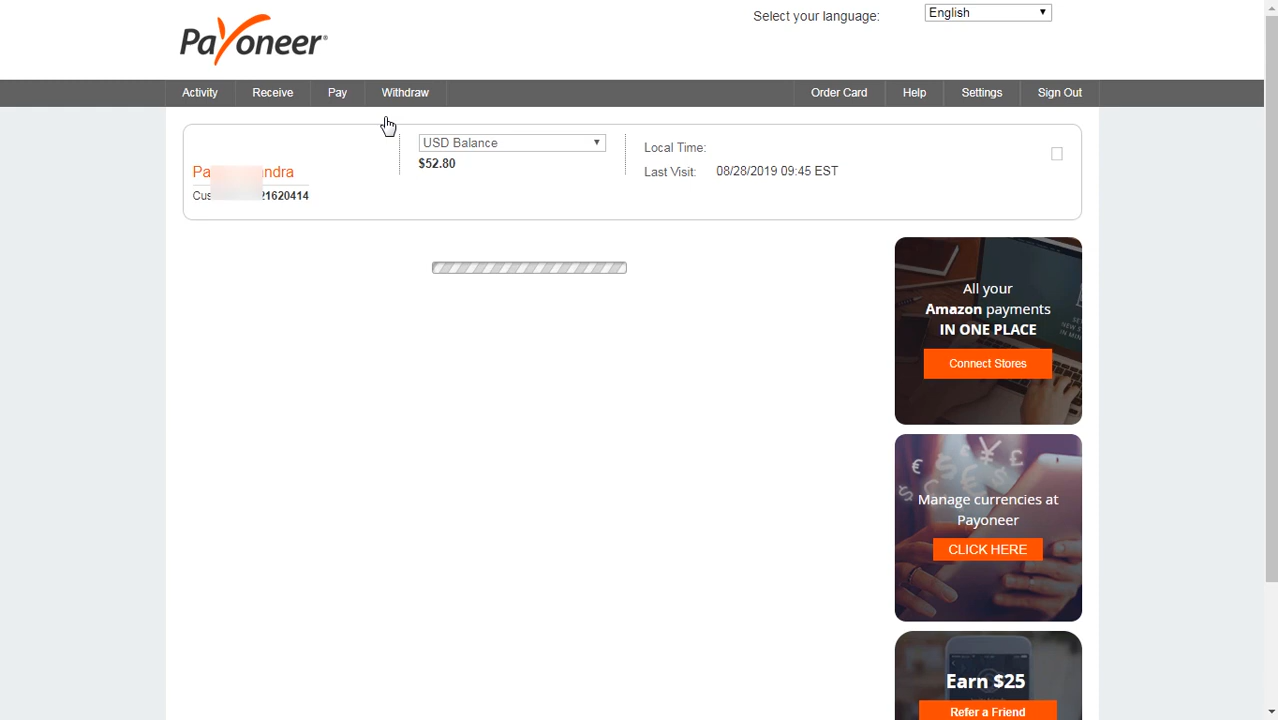 Payoneer®
Select your language:
English
Activity
Receive
Pay
Withdraw
Order Card
Help
Settings
Sign Out
USD Balance
$52.80
Local Time:
Last Visit: 08/28/2019 09:45 EST
21620414
All your
Amazon payments
IN ONE PLACE
Connect Stores
Manage currencies at
Payoneer
CLICK HERE
Earn $25
Refer a Friend